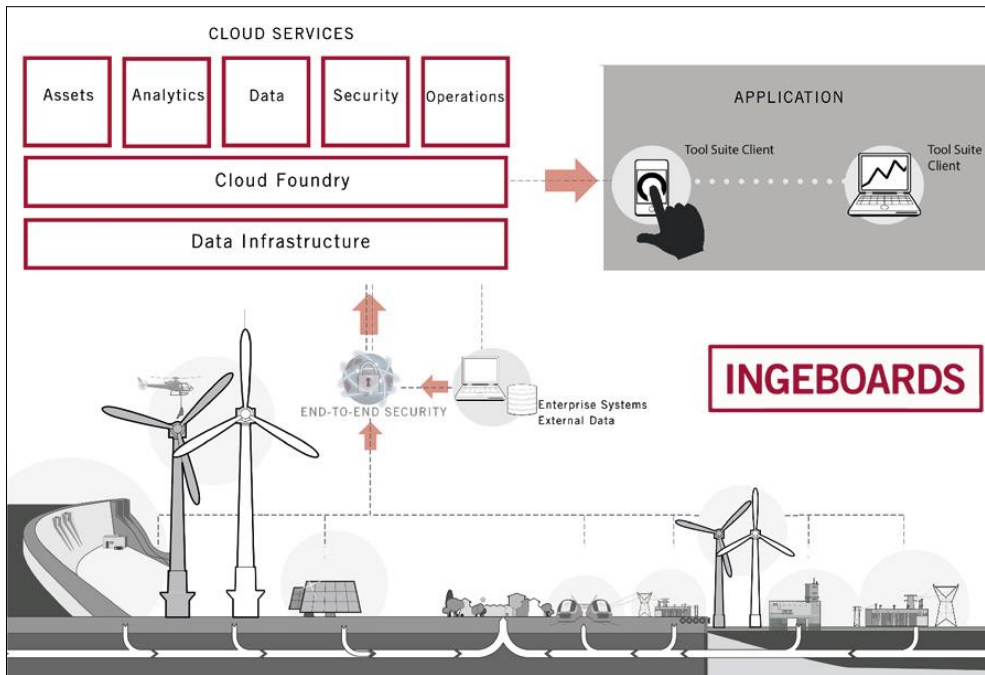 CLOUD SERVICES
Assets
Analytics
Data
Security
Operations
Cloud Foundry
Data Infrastructure
APPLICATION
Tool Suite Client
Tool Suite
Client
END-TO-END SECURITY
Enterprise Systems
External Data
INGEBOARDS